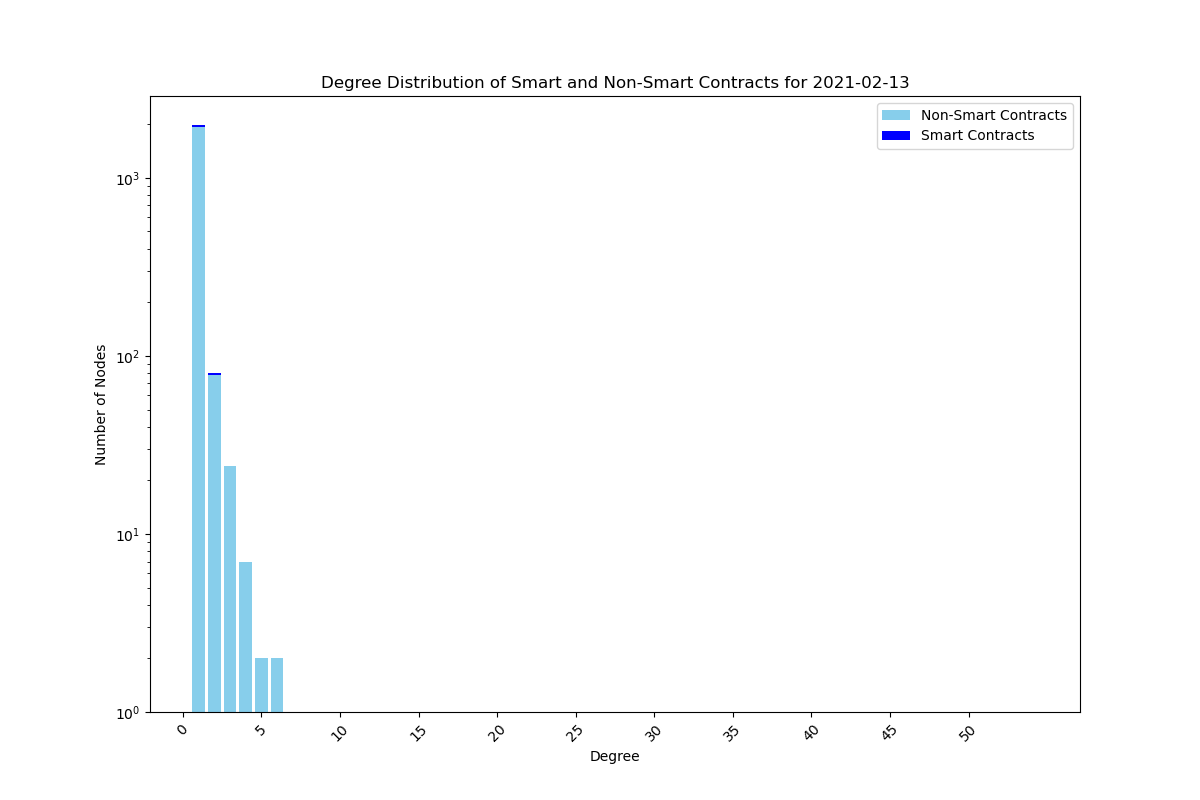 Degree Distribution of Smart and Non-Smart Contracts for 2021-02-13
Non-Smart Contracts
Smart Contracts
Number of Nodes
10³
10²
10¹
10⁰
0 5 10 15 20 25 30 35 40 45 50
Degree